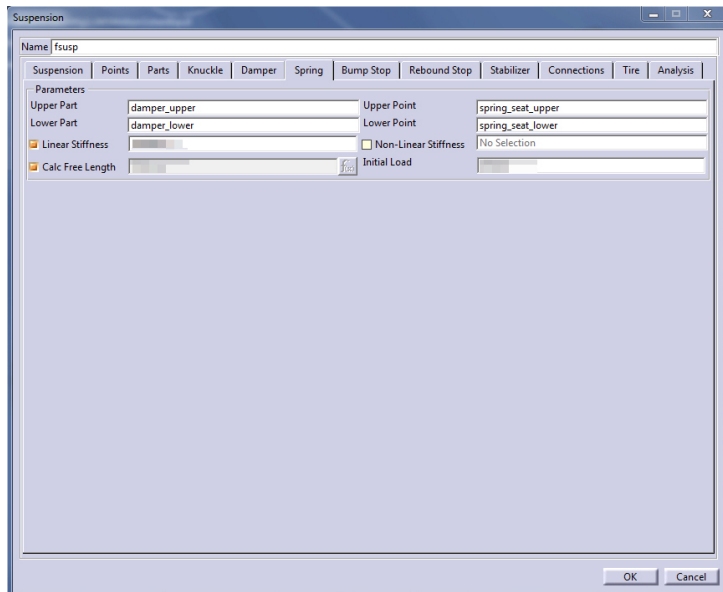 Suspension
Name fsusp
Suspension Points Parts Knuckle Damper Spring Bump Stop Rebound Stop Stabilizer Connections Tire Analysis
Parameters
Upper Part damper_upper Upper Point spring_seat_upper
Lower Part damper_lower Lower Point spring_seat_lower
Linear Stiffness Non-Linear Stiffness No Selection
Calc Free Length Initial Load
OK Cancel